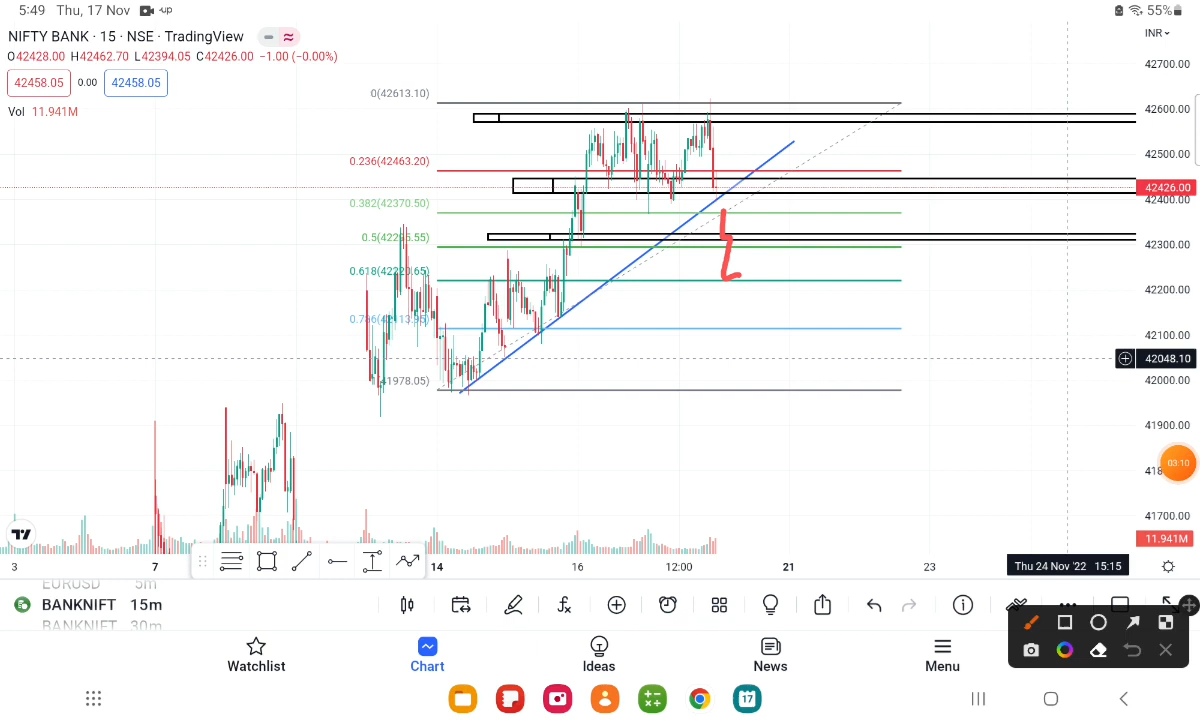 5:49 Thu, 17 Nov 55%
NIFTY BANK · 15 · NSE · TradingView
INR
O42428.00 H42462.70 L42394.05 C42426.00 −1.00 (−0.00%)
42458.05 0.00 42458.05
Vol 11.941M
0(42613.10)
0.236(42463.20)
0.382(42370.50)
0.618(42220.65)
1(41978.05)
42700.00
42600.00
42500.00
42426.00
42400.00
42300.00
42200.00
42100.00
42048.10
42000.00
41900.00
03:10
41700.00
11.941M
3 7 14 16 12:00 21 23 Thu 24 Nov '22 15:15
EURUSD 5m
BANKNIFT 15m
BANKNIFT 30m
Watchlist Chart Ideas News Menu
17